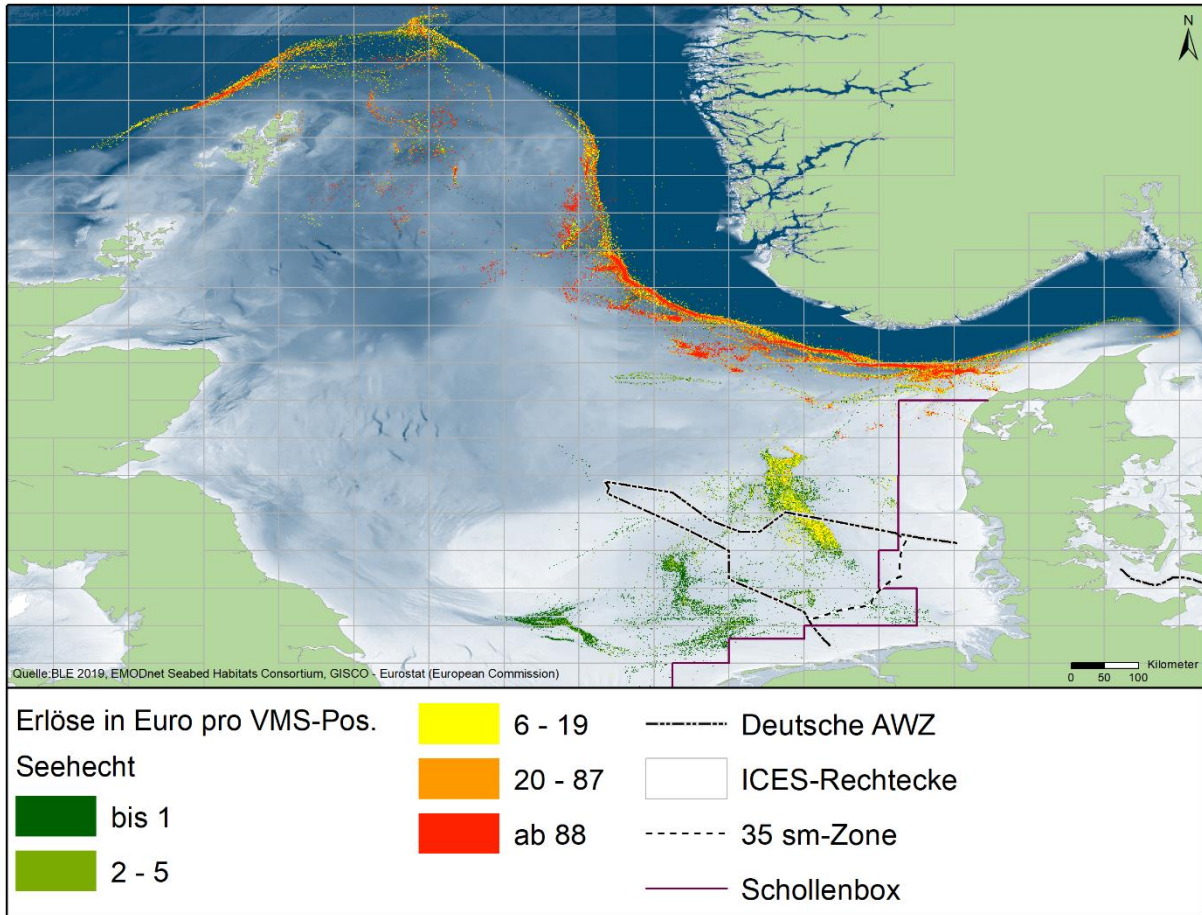 N
Quelle:BLE 2019, EMODnet Seabed Habitats Consortium, GISCO - Eurostat (European Commission)
Kilometer
0 50 100
Erlöse in Euro pro VMS-Pos.
Seehecht
bis 1
2 - 5
6 - 19
20 - 87
ab 88
Deutsche AWZ
ICES-Rechtecke
35 sm-Zone
Schollenbox